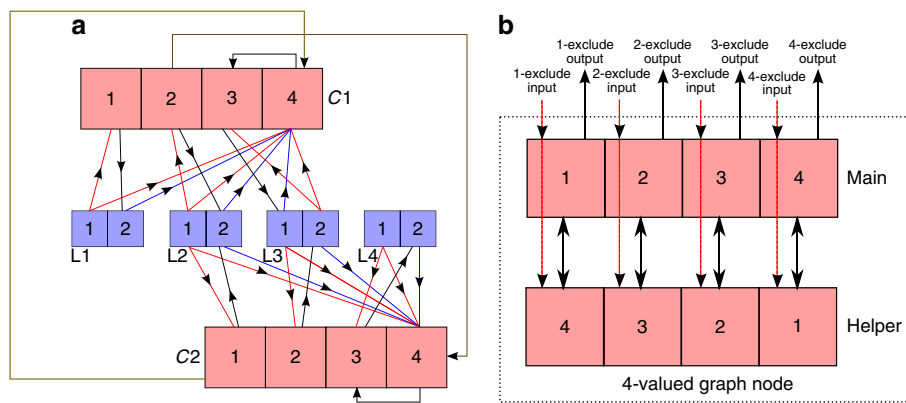 a
1 2 3 4 C1
1 2 1 2 1 2 1 2
L1 L2 L3 L4
C2 1 2 3 4
b
1-exclude output 2-exclude output 3-exclude output 4-exclude output
1-exclude input 2-exclude input 3-exclude input 4-exclude input
1 2 3 4 Main
4 3 2 1 Helper
4-valued graph node